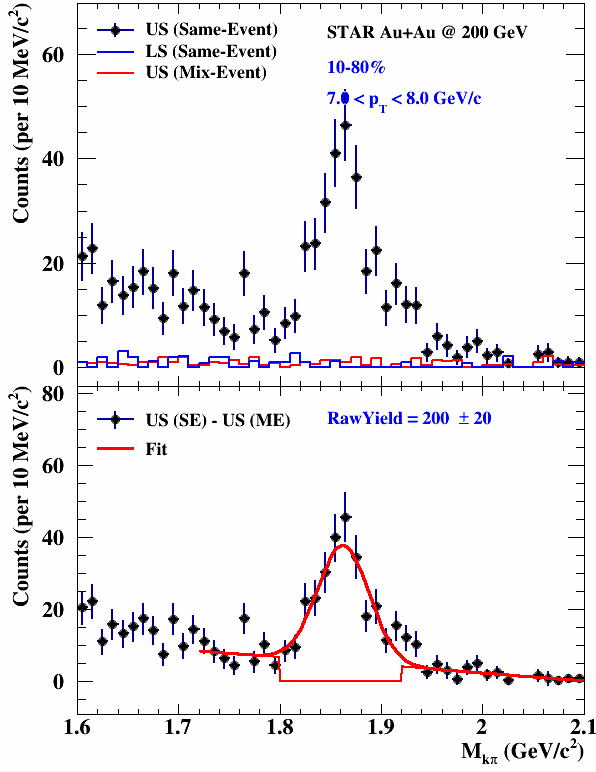 Counts (per 10 MeV/c²)
US (Same-Event)
LS (Same-Event)
US (Mix-Event)
STAR Au+Au @ 200 GeV
10-80%
7.0 < p_T < 8.0 GeV/c
60
40
20
0
Counts (per 10 MeV/c²)
80
60
40
20
0
US (SE) - US (ME)
Fit
RawYield = 200 ± 20
1.6 1.7 1.8 1.9 2 2.1
M_kπ (GeV/c²)